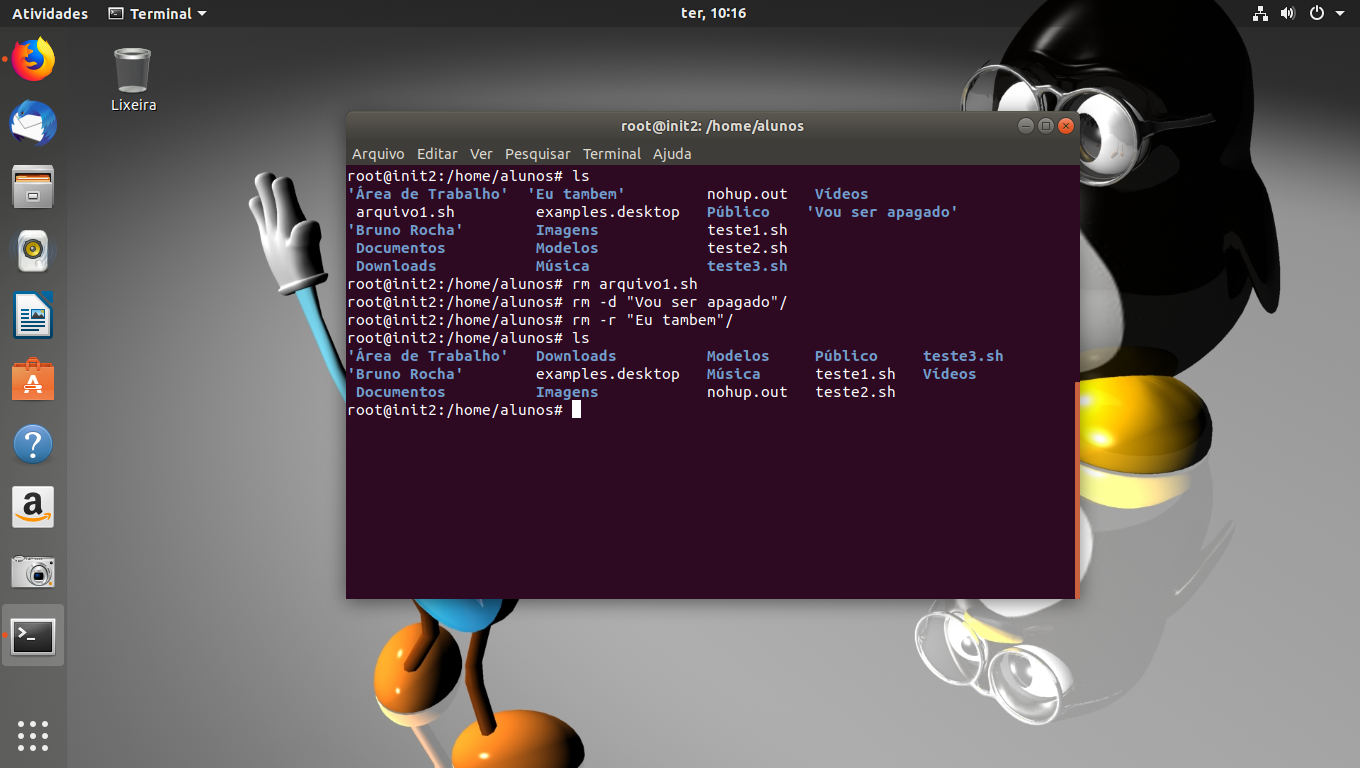 Atividades Terminal ter, 10:16
Lixeira
root@init2: /home/alunos
Arquivo Editar Ver Pesquisar Terminal Ajuda
root@init2:/home/alunos# ls
'Área de Trabalho' 'Eu tambem' nohup.out Vídeos
arquivo1.sh examples.desktop Público 'Vou ser apagado'
'Bruno Rocha' Imagens teste1.sh
Documentos Modelos teste2.sh
Downloads Música teste3.sh
root@init2:/home/alunos# rm arquivo1.sh
root@init2:/home/alunos# rm -d "Vou ser apagado"/
root@init2:/home/alunos# rm -r "Eu tambem"/
root@init2:/home/alunos# ls
'Área de Trabalho' Downloads Modelos Público teste3.sh
'Bruno Rocha' examples.desktop Música teste1.sh Vídeos
Documentos Imagens nohup.out teste2.sh
root@init2:/home/alunos#